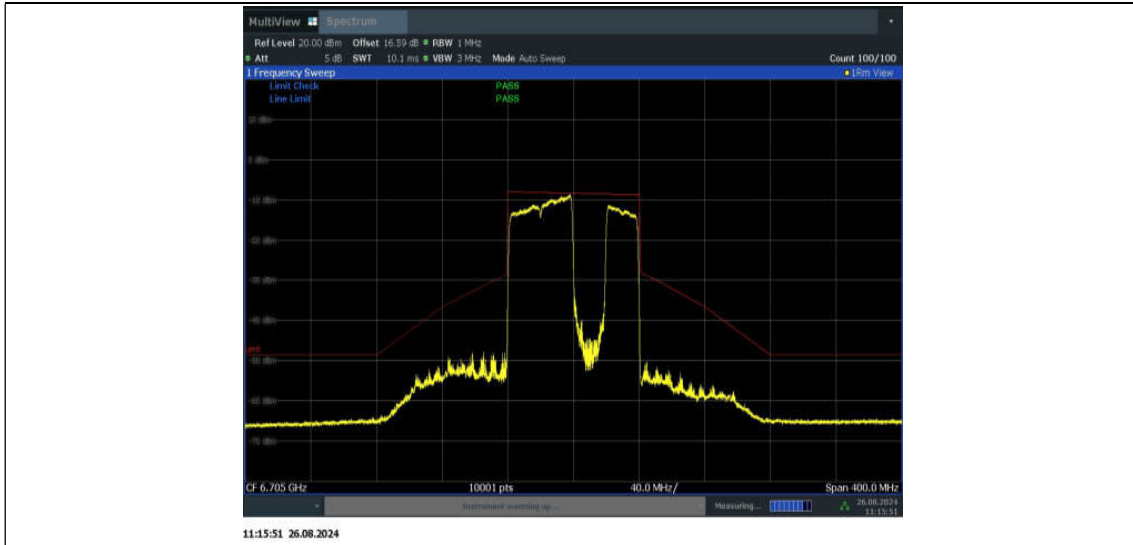 MultiView Spectrum
Ref Level 20.00 dBm Offset 16.59 dB RBW 1 MHz
Att 5 dB SWT 10.1 ms VBW 3 MHz Mode Auto Sweep Count 100/100
1 Frequency Sweep 1Rm View
Limit Check PASS
Line Limit PASS
10 dBm
0 dBm
-10 dBm
-20 dBm
-30 dBm
-40 dBm
-50 dBm
-60 dBm
-70 dBm
CF 6.705 GHz 10001 pts 40.0 MHz/ Span 400.0 MHz
Instrument warming up... Measuring... 26.08.2024
11:15:51
11:15:51 26.08.2024